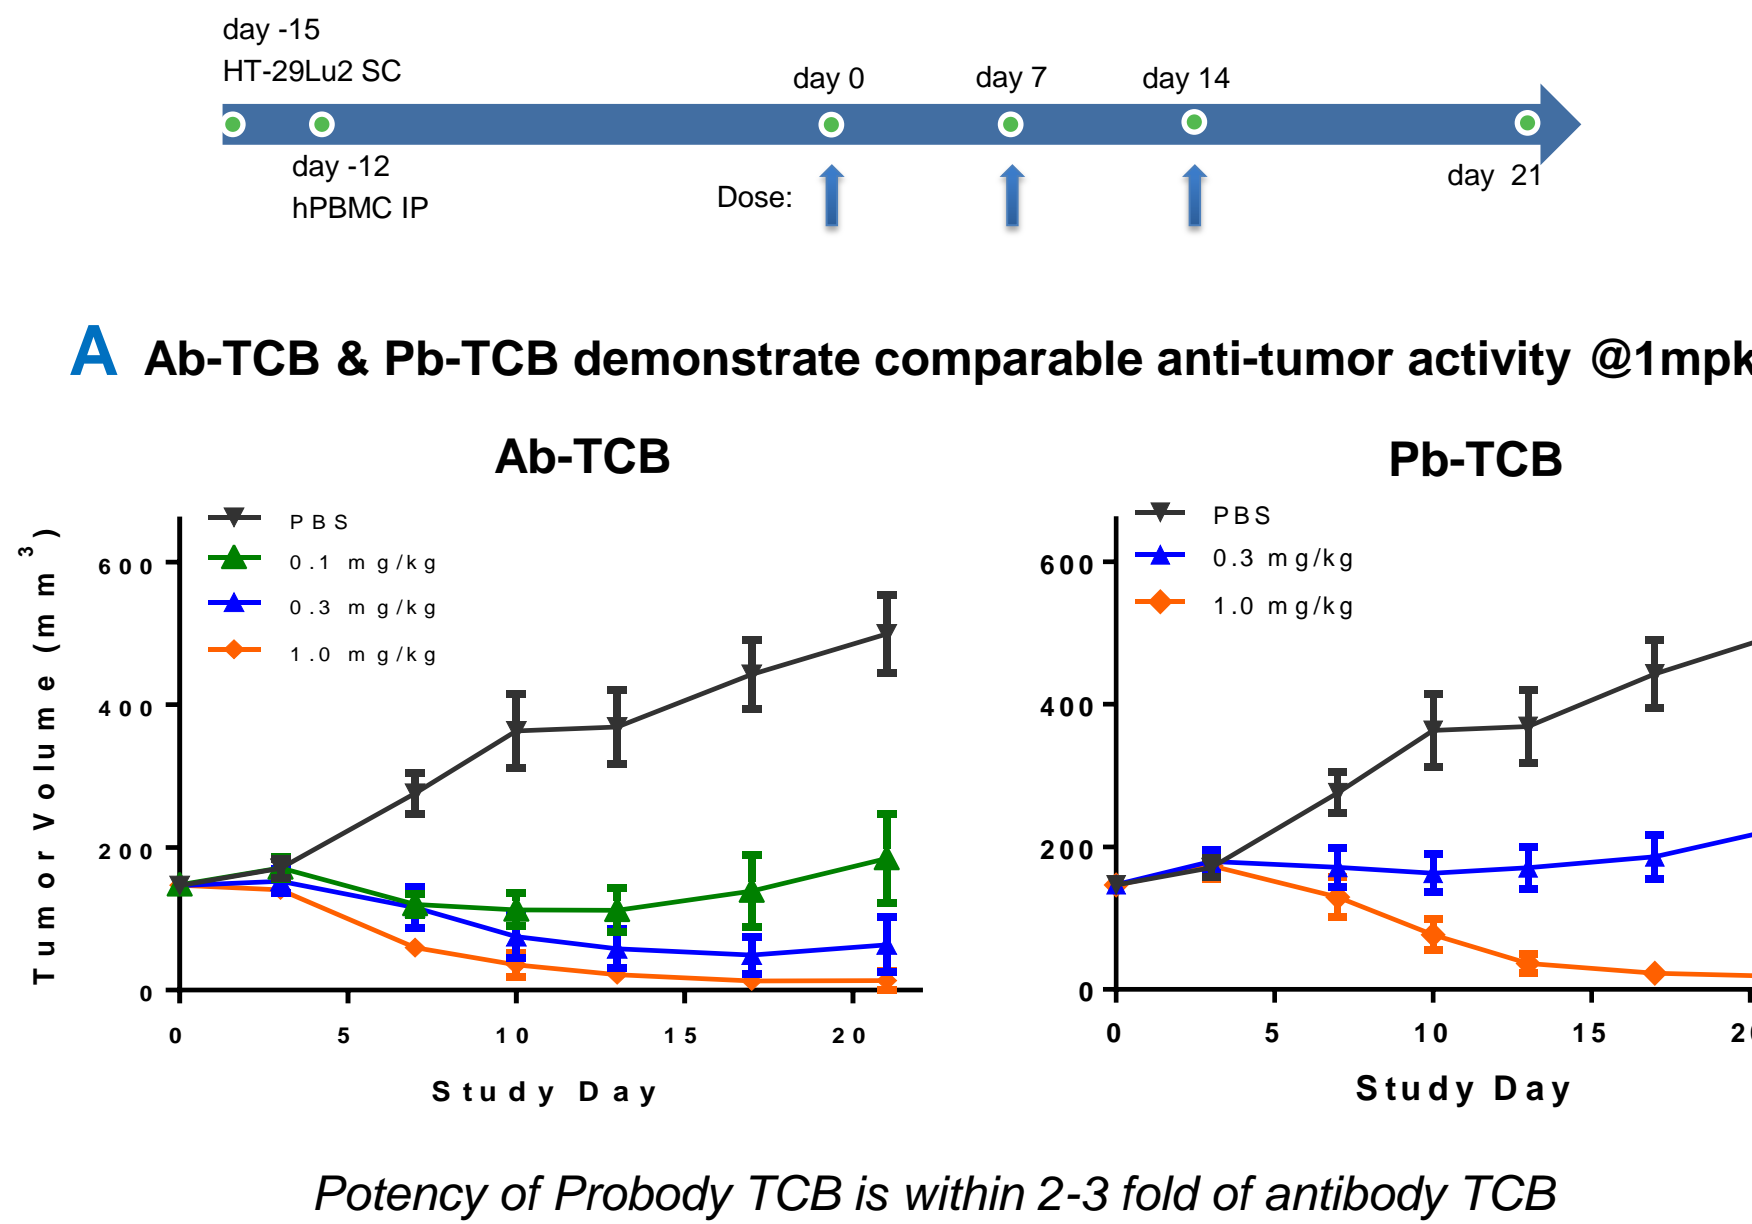 day -15
HT-29Lu2 SC
day 0
day 7
day 14
day -12
hPBMC IP
Dose:
day 21
A Ab-TCB & Pb-TCB demonstrate comparable anti-tumor activity @1mpk
Ab-TCB
PBS
0.1 mg/kg
0.3 mg/kg
1.0 mg/kg
Tumor Volume (mm3)
600
400
200
0
0 5 10 15 20
Study Day
Pb-TCB
PBS
0.3 mg/kg
1.0 mg/kg
600
400
200
0
0 5 10 15 2
Study Day
Potency of Probody TCB is within 2-3 fold of antibody TCB